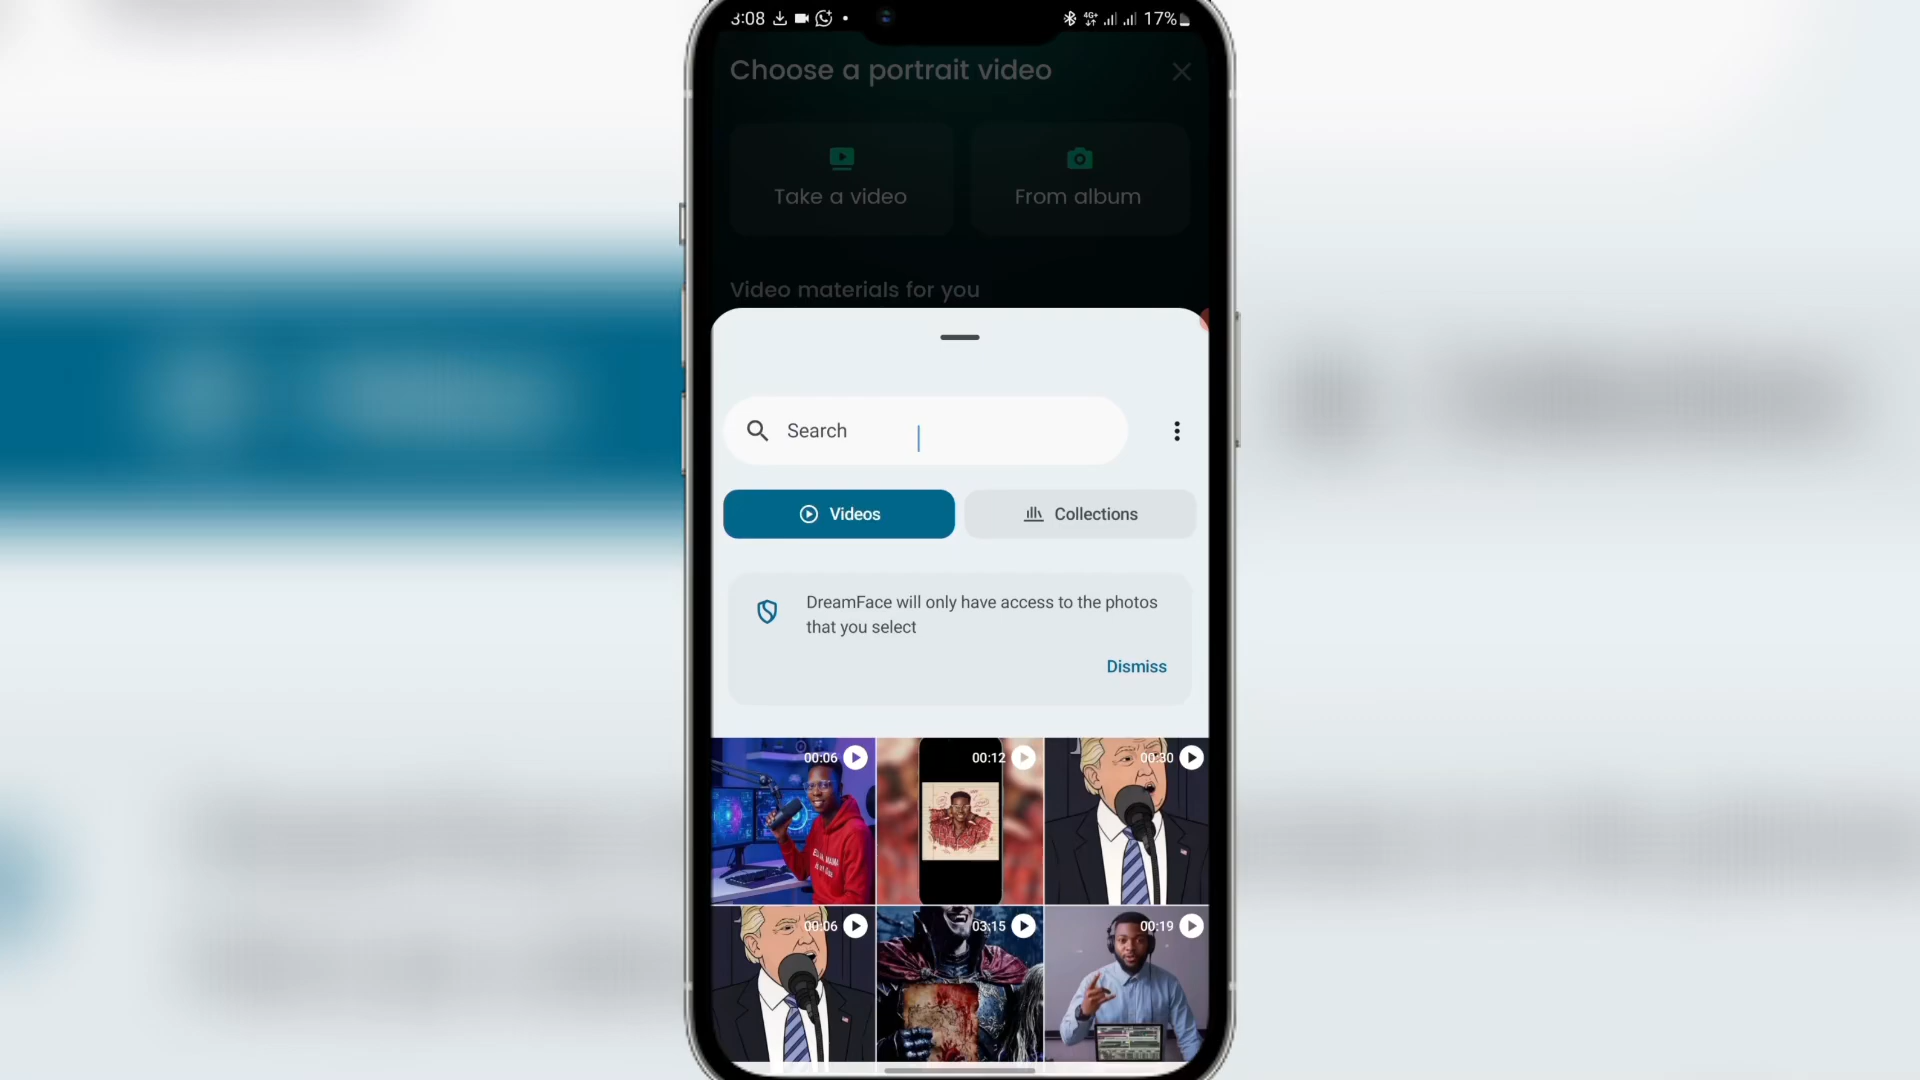 3:08
4G+
17%
Choose a portrait video
Take a video
From album
Video materials for you
Search
Videos
Collections
DreamFace will only have access to the photos
that you select
Dismiss
00:06
00:12
00:30
00:06
03:15
00:19